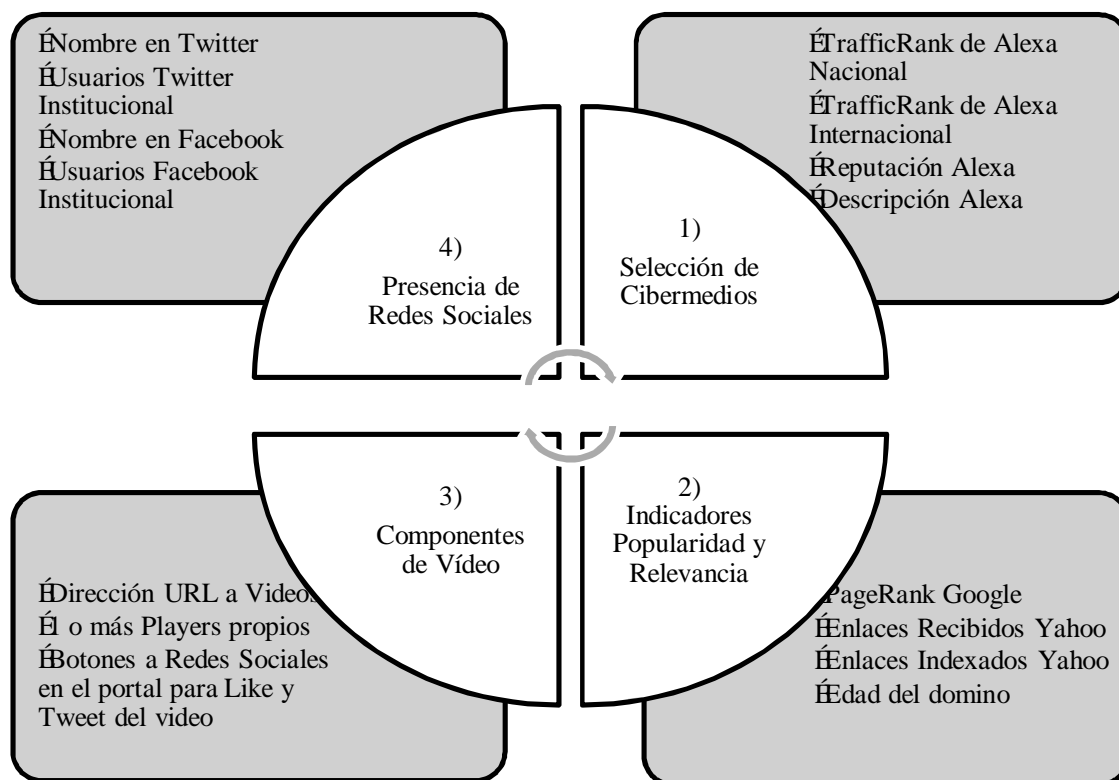 ÉNombre en Twitter
ÉUsuarios Twitter
Institucional
ÉNombre en Facebook
ÉUsuarios Facebook
Institucional
4)
Presencia de
Redes Sociales
ÉTrafficRank de Alexa
Nacional
ÉTrafficRank de Alexa
Internacional
ÉReputación Alexa
ÉDescripción Alexa
1)
Selección de
Cibermedios
3)
Componentes
de Vídeo
ÉDirección URL a Videos
É1 o más Players propios
ÉBotones a Redes Sociales
en el portal para Like y
Tweet del video
2)
Indicadores
Popularidad y
Relevancia
PageRank Google
ÉEnlaces Recibidos Yahoo
ÉEnlaces Indexados Yahoo
ÉEdad del domino